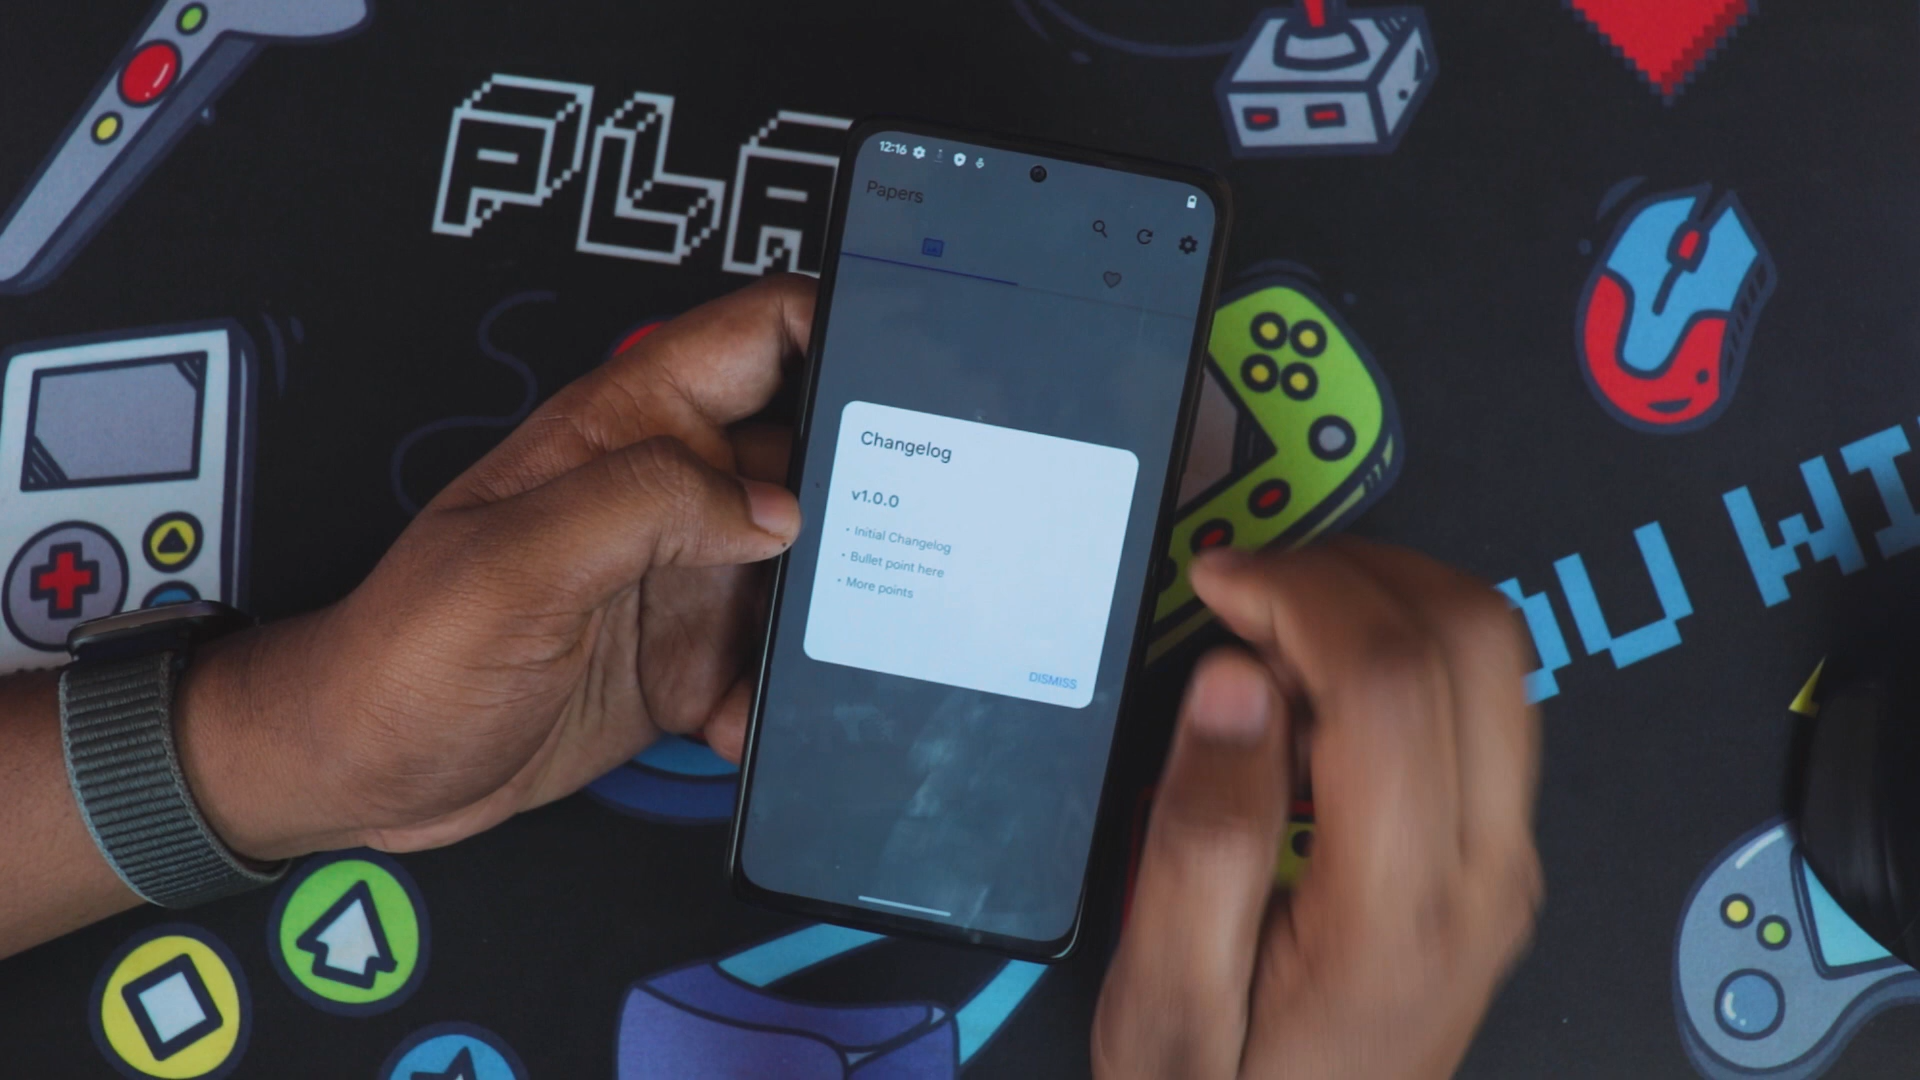 PLA
12:16
Papers
Changelog
v1.0.0
• Initial Changelog
• Bullet point here
• More points
DISMISS
OU WI